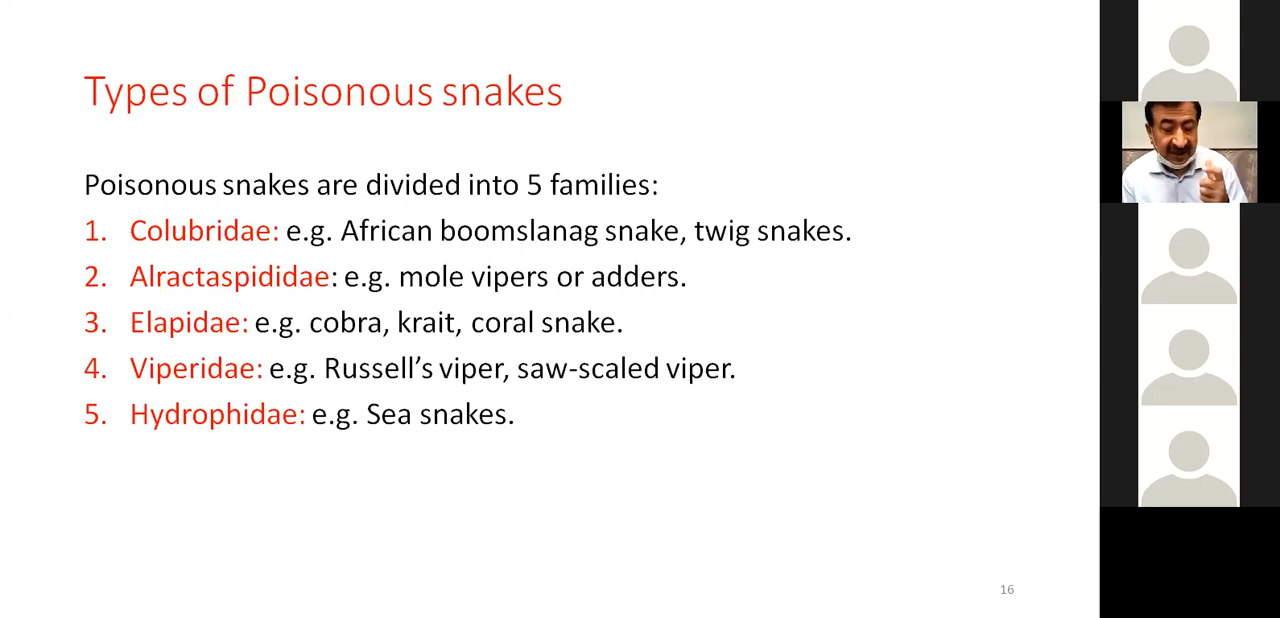 Types of Poisonous snakes
Poisonous snakes are divided into 5 families:
1. Colubridae: e.g. African boomslanag snake, twig snakes.
2. Alractaspididae: e.g. mole vipers or adders.
3. Elapidae: e.g. cobra, krait, coral snake.
4. Viperidae: e.g. Russell’s viper, saw-scaled viper.
5. Hydrophidae: e.g. Sea snakes.
16